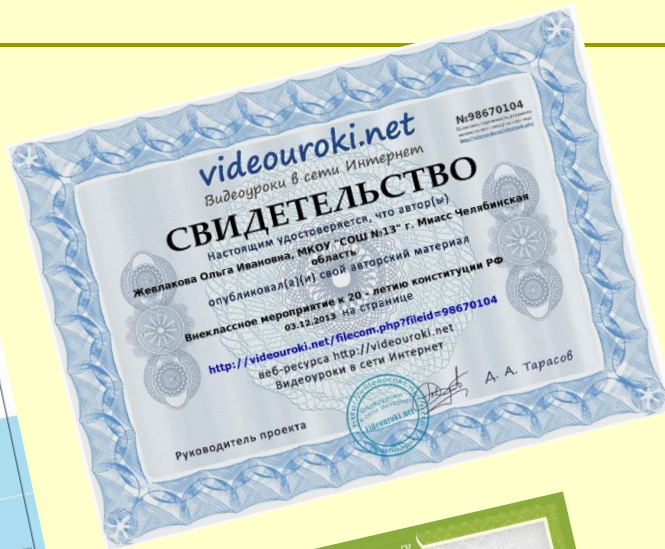 videouroki.net
Видеоуроки в сети Интернет
№98670104
СВИДЕТЕЛЬСТВО
Настоящим удостоверяется, что автор(ы)
Жевлакова Ольга Ивановна, МКОУ "СОШ №13" г. Миасс Челябинская
область
опубликовал(а)(и) свой авторский материал
Внеклассное мероприятие к 20 - летию конституции РФ
03.12.2013 на странице
http://videouroki.net/filecom.php?fileid=98670104
веб-ресурса http://videouroki.net
Видеоуроки в сети Интернет
Руководитель проекта
videouroki.net
А. А. Тарасов